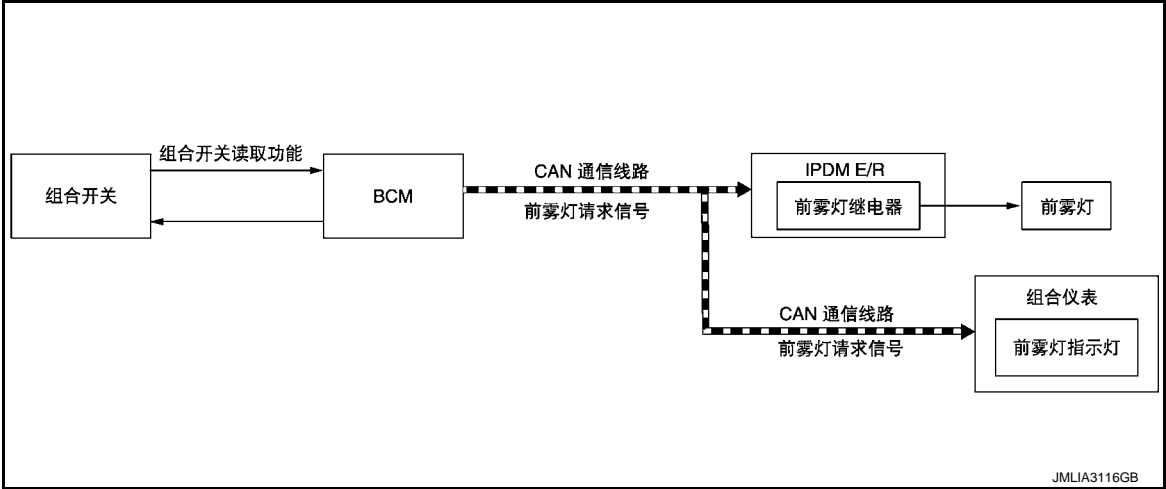 组合开关
组合开关读取功能
BCM
CAN 通信线路
前雾灯请求信号
IPDM E/R
前雾灯继电器
前雾灯
CAN 通信线路
前雾灯请求信号
组合仪表
前雾灯指示灯
JMLIA3116GB